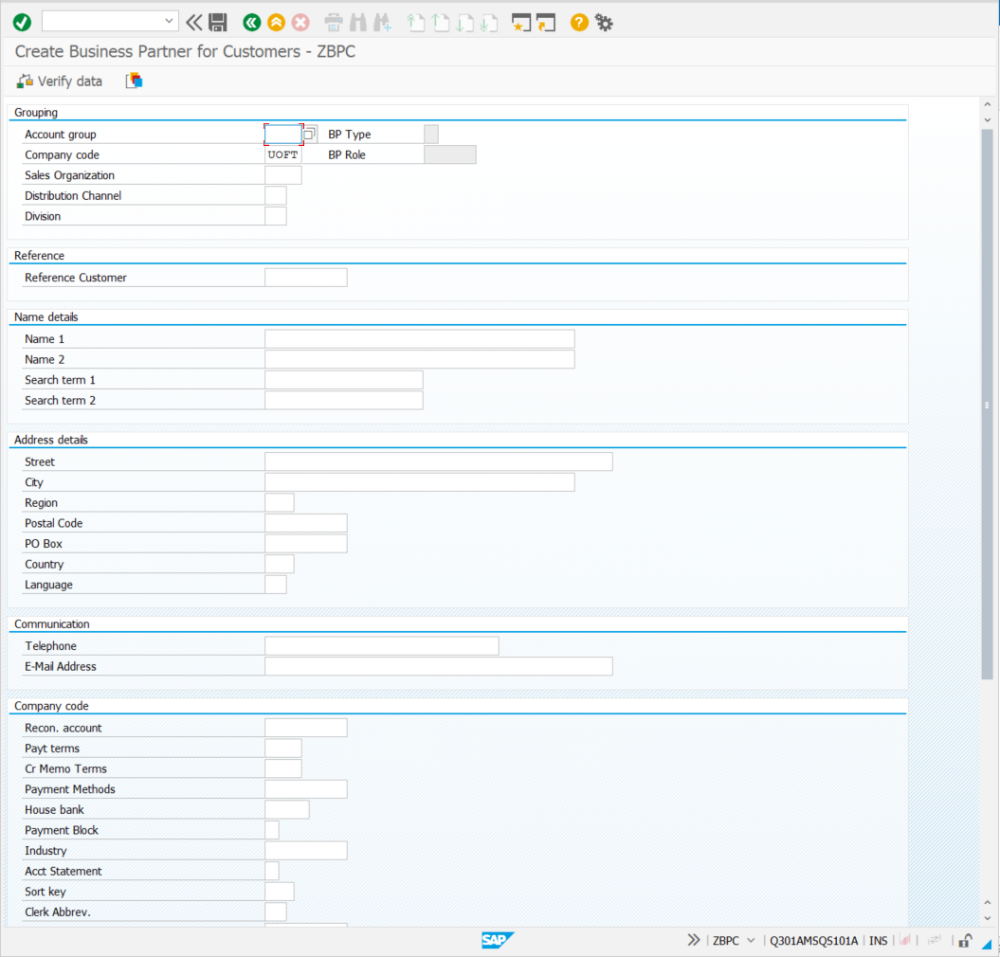 Create Business Partner for Customers - ZBPC
Verify data
Grouping
Account group BP Type
Company code UOFT BP Role
Sales Organization
Distribution Channel
Division
Reference
Reference Customer
Name details
Name 1
Name 2
Search term 1
Search term 2
Address details
Street
City
Region
Postal Code
PO Box
Country
Language
Communication
Telephone
E-Mail Address
Company code
Recon. account
Payt terms
Cr Memo Terms
Payment Methods
House bank
Payment Block
Industry
Acct Statement
Sort key
Clerk Abbrev.
SAP ZBPC Q301AMSQS101A INS